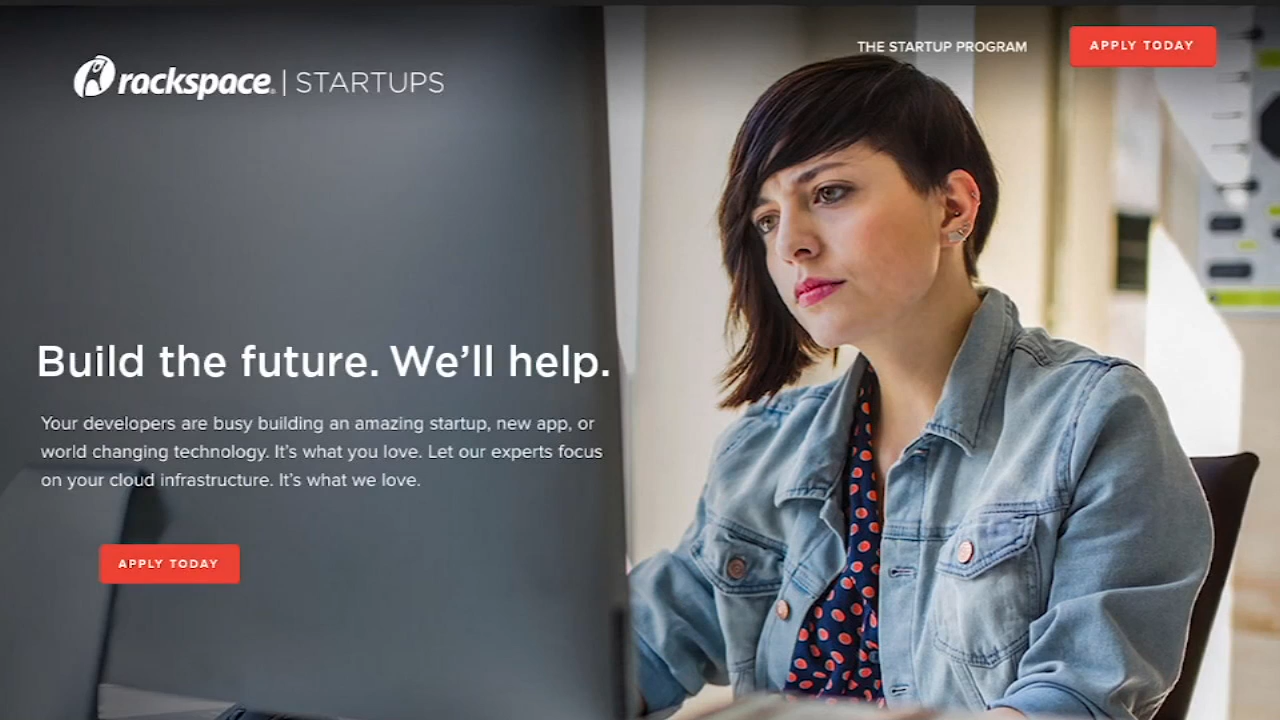 rackspace. | STARTUPS
THE STARTUP PROGRAM
APPLY TODAY
Build the future. We’ll help.
Your developers are busy building an amazing startup, new app, or
world changing technology. It’s what you love. Let our experts focus
on your cloud infrastructure. It’s what we love.
APPLY TODAY